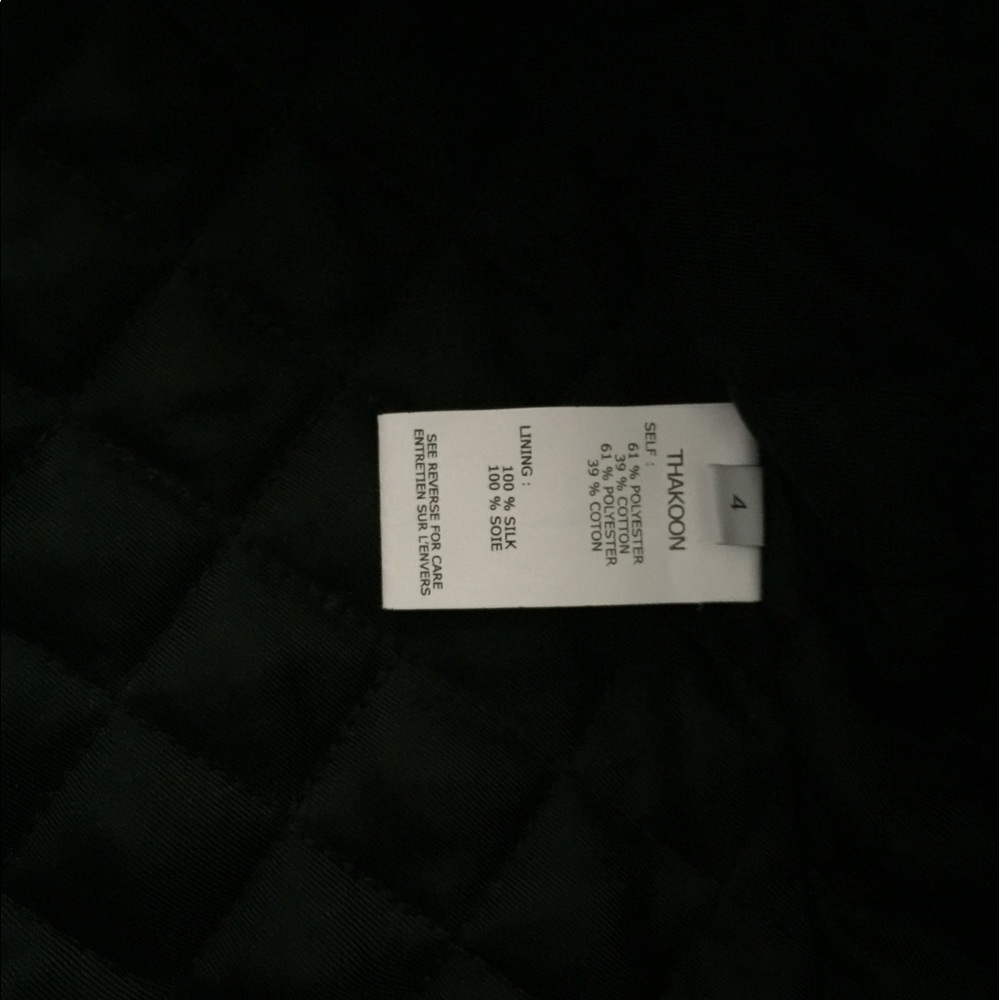 4
THAKOON
SELF :
61 % POLYESTER
39 % COTTON
61 % POLYESTER
39 % COTON
LINING :
100 % SILK
100 % SOIE
SEE REVERSE FOR CARE
ENTRETIEN SUR L'ENVERS